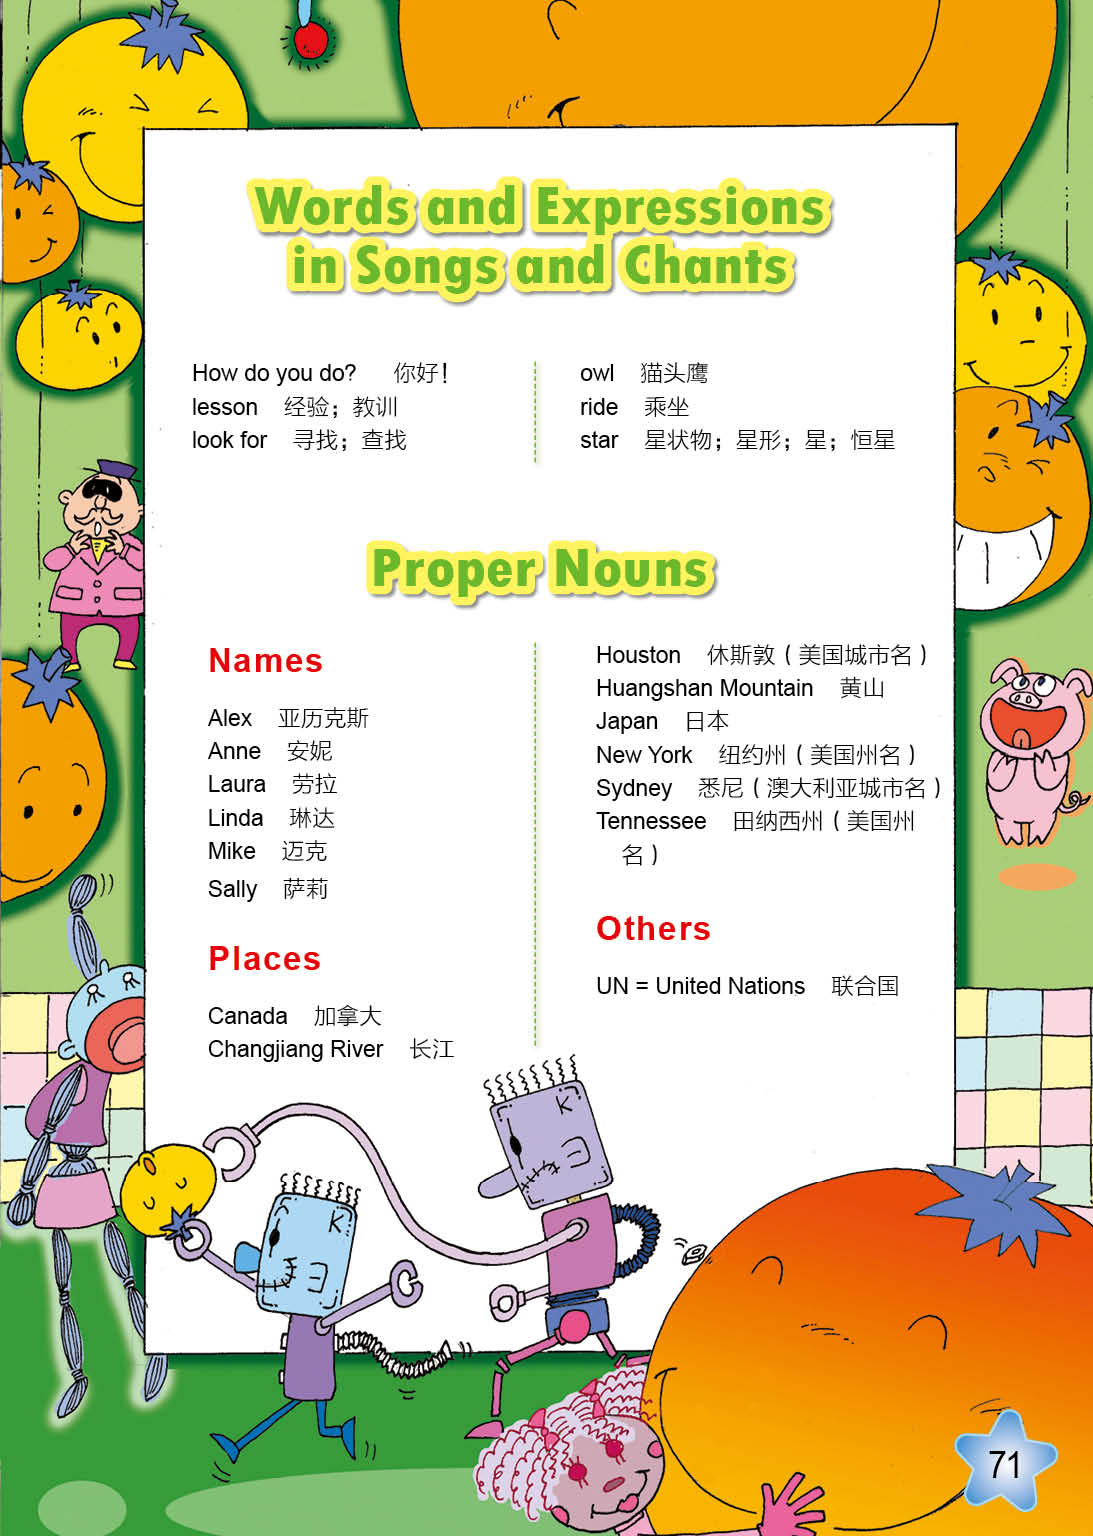 Words and Expressions
in Songs and Chants
How do you do? 你好！
lesson 经验；教训
look for 寻找；查找
owl 猫头鹰
ride 乘坐
star 星状物；星形；星；恒星
Proper Nouns
Names
Alex 亚历克斯
Anne 安妮
Laura 劳拉
Linda 琳达
Mike 迈克
Sally 萨莉
Places
Canada 加拿大
Changjiang River 长江
Houston 休斯敦（美国城市名）
Huangshan Mountain 黄山
Japan 日本
New York 纽约州（美国州名）
Sydney 悉尼（澳大利亚城市名）
Tennessee 田纳西州（美国州
名）
Others
UN = United Nations 联合国
K
K
71